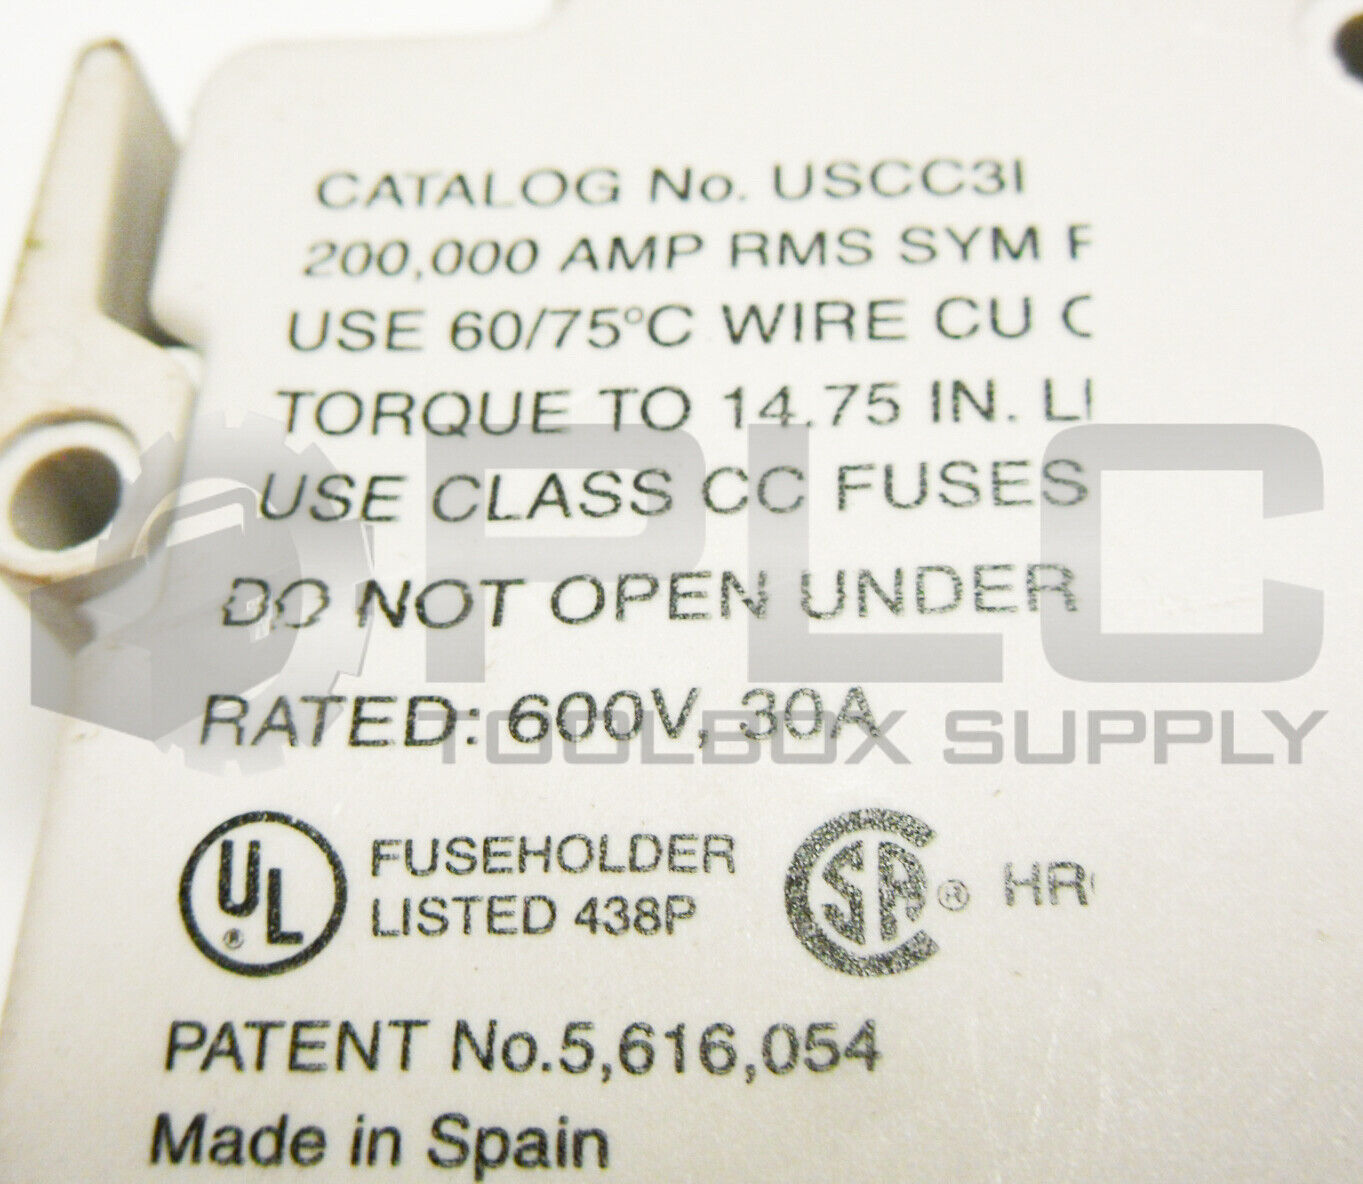 CATALOG No. USCC3I
200,000 AMP RMS SYM
USE 60/75°C WIRE CU
TORQUE TO 14.75 IN.
USE CLASS CC FUSES
DO NOT OPEN UNDER
RATED: 600V, 30A
PLC
TOOLBOX SUPPLY
UL ®
FUSEHOLDER
LISTED 438P
CSA ®
PATENT No.5,616,054
Made in Spain